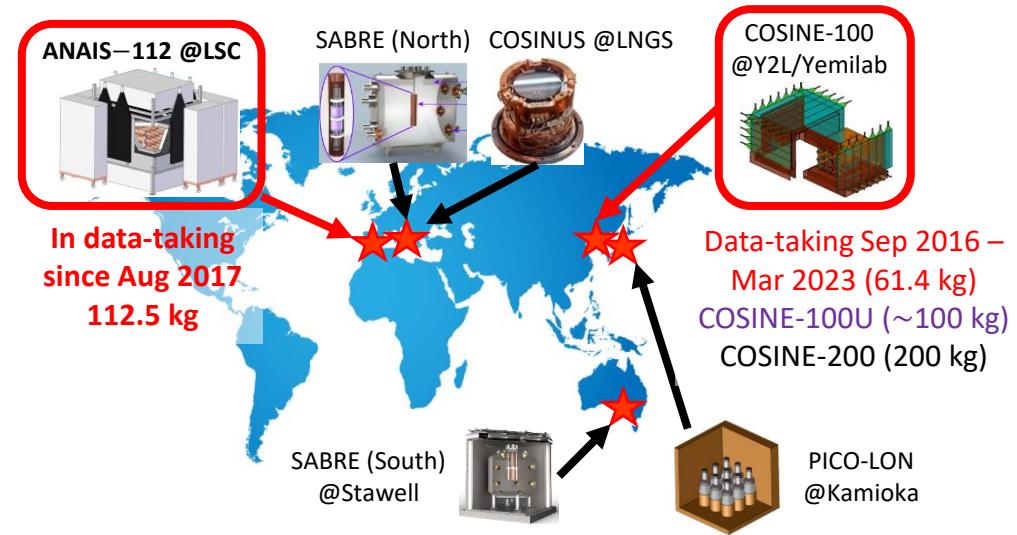 ANAIS−112 @LSC
SABRE (North)
COSINUS @LNGS
COSINE-100
@Y2L/Yemilab
In data-taking
since Aug 2017
112.5 kg
Data-taking Sep 2016 –
Mar 2023 (61.4 kg)
COSINE-100U (~100 kg)
COSINE-200 (200 kg)
SABRE (South)
@Stawell
PICO-LON
@Kamioka